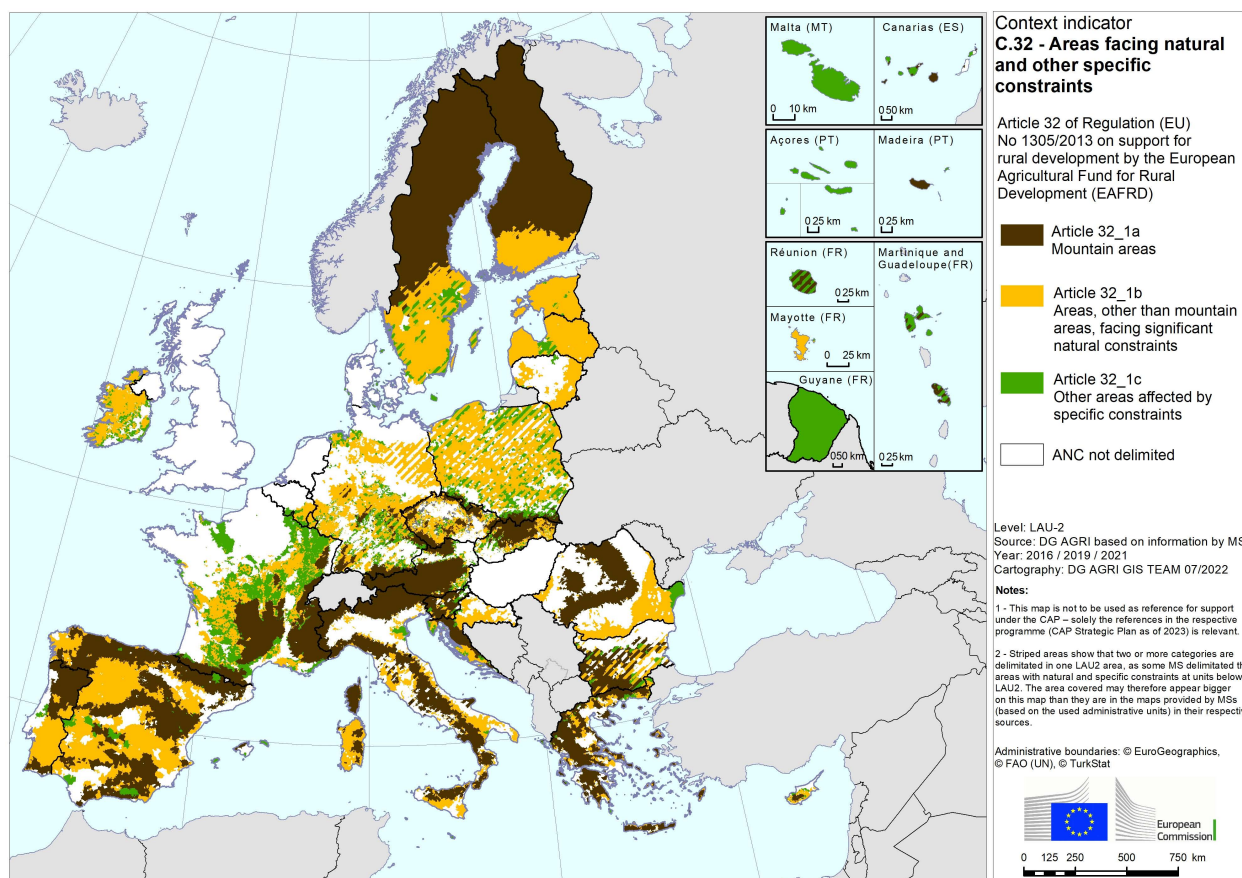 Malta (MT)
0 10 km
Canarias (ES)
0 50 km
Açores (PT)
0 25 km
Madeira (PT)
0 25 km
Réunion (FR)
0 25 km
Martinique and
Guadeloupe(FR)
0 25 km
Mayotte (FR)
0 25 km
Guyane (FR)
0 50 km
Context indicator
C.32 - Areas facing natural
and other specific
constraints
Article 32 of Regulation (EU)
No 1305/2013 on support for
rural development by the European
Agricultural Fund for Rural
Development (EAFRD)
Article 32_1a
Mountain areas
Article 32_1b
Areas, other than mountain
areas, facing significant
natural constraints
Article 32_1c
Other areas affected by
specific constraints
ANC not delimited
Level: LAU-2
Source: DG AGRI based on information by MS
Year: 2016 / 2019 / 2021
Cartography: DG AGRI GIS TEAM 07/2022
Notes:
1 - This map is not to be used as reference for support
under the CAP – solely the references in the respective
programme (CAP Strategic Plan as of 2023) is relevant.
2 - Striped areas show that two or more categories are
delimitated in one LAU2 area, as some MS delimitated th
areas with natural and specific constraints at units below
LAU2. The area covered may therefore appear bigger
on this map than they are in the maps provided by MSs
(based on the used administrative units) in their respectiv
sources.
Administrative boundaries: © EuroGeographics,
© FAO (UN), © TurkStat
European
Commission
0 125 250 500 750 km